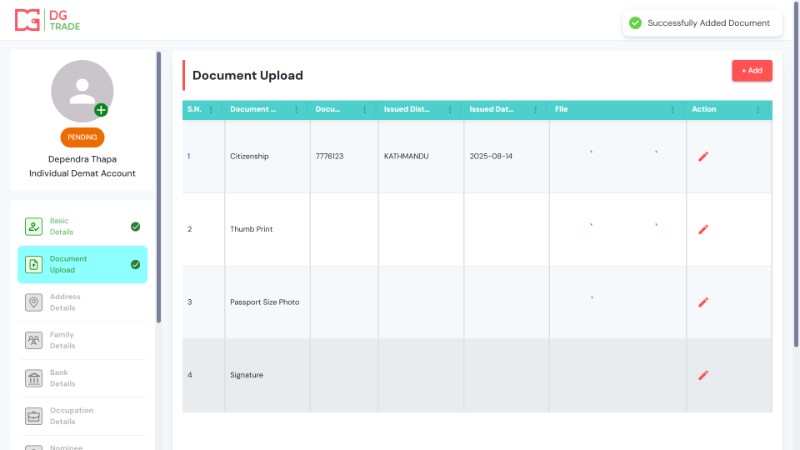 DG
TRADE
Successfully Added Document
PENDING
Dependra Thapa
Individual Demat Account
Basic
Details
Document
Upload
Address
Details
Family
Details
Bank
Details
Occupation
Details
Nominee
Document Upload
+ Add
S.N. Document ... Docu... Issued Dist... Issued Dat... File Action
1 Citizenship 7776123 KATHMANDU 2025-08-14
2 Thumb Print
3 Passport Size Photo
4 Signature